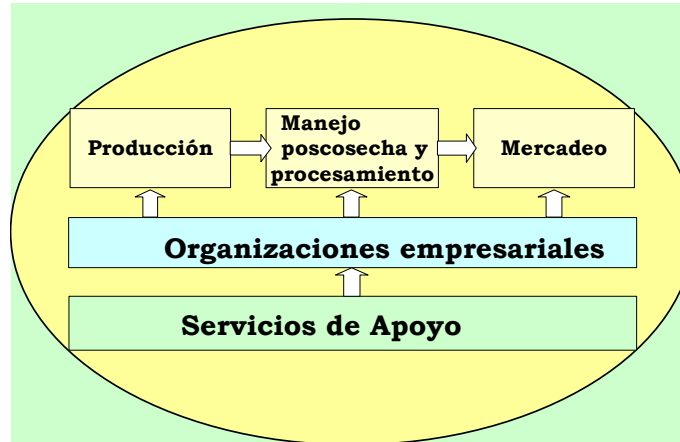 Producción
Manejo
poscosecha y
procesamiento
Mercadeo
Organizaciones empresariales
Servicios de Apoyo